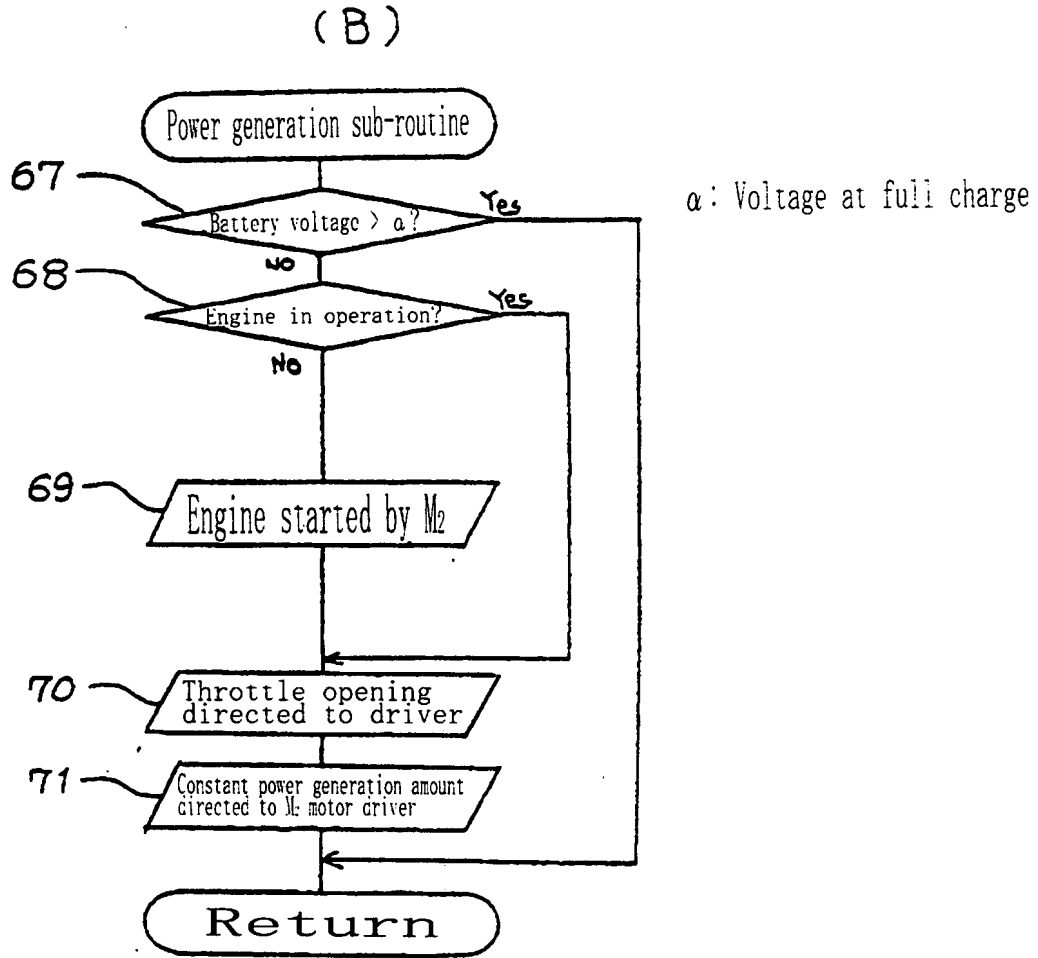 (B)
Power generation sub-routine
67
Battery voltage > α?
Yes
α: Voltage at full charge
NO
68
Engine in operation?
Yes
NO
69
Engine started by M2
70
Throttle opening
directed to driver
71
Constant power generation amount
directed to M2 motor driver
Return